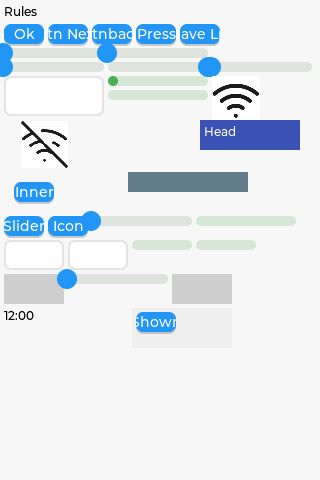 Rules
Ok
tn Ne
tnbac
Press
ave L
Head
Inner
Slider
Icon
12:00
Shown